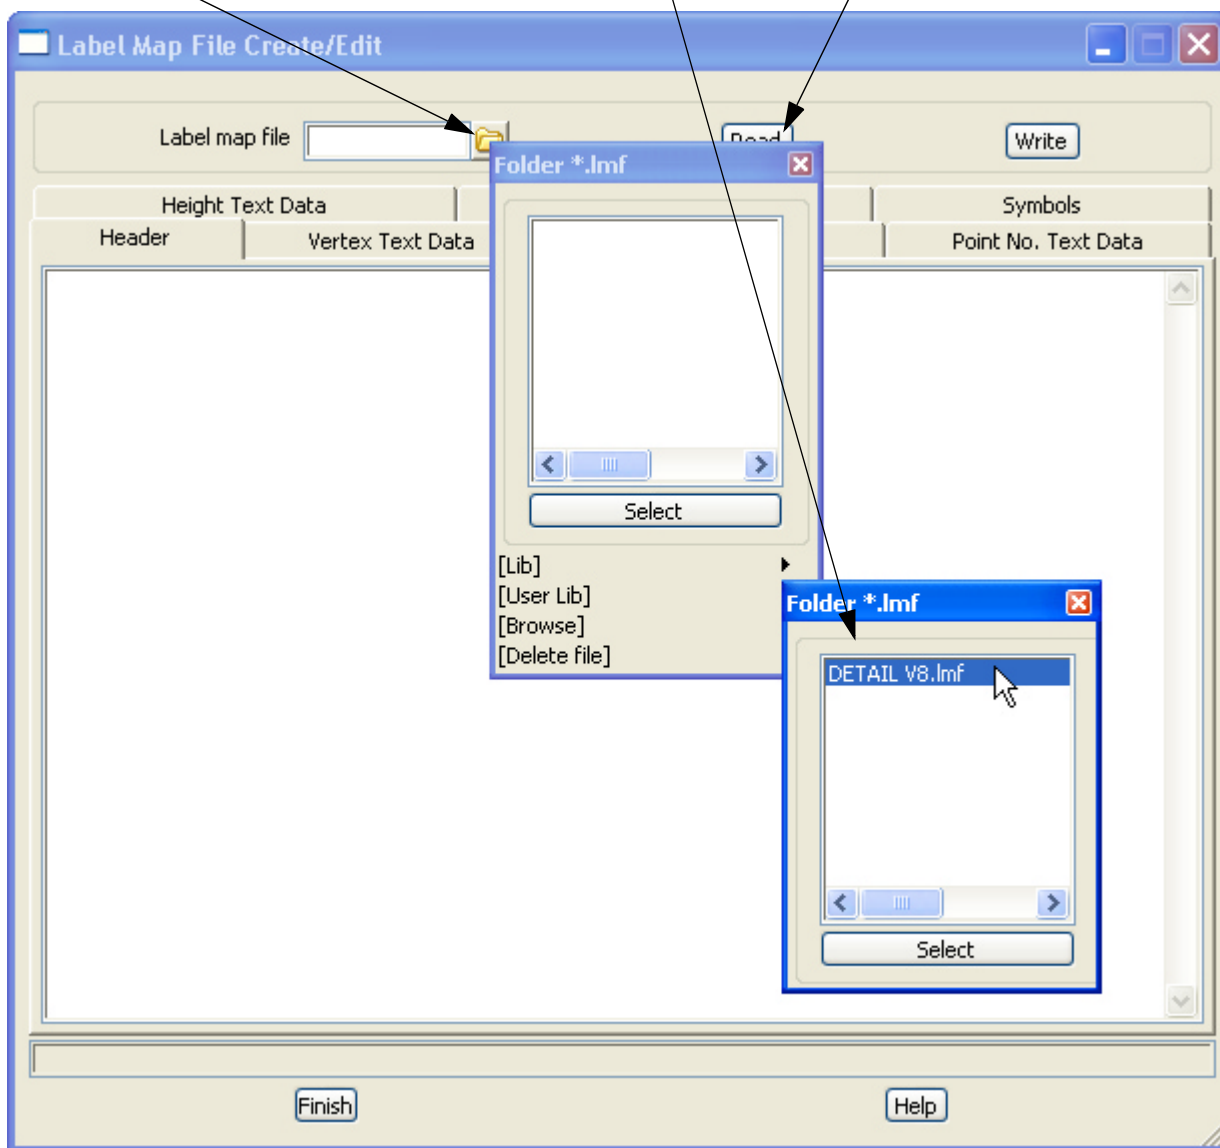 Label Map File Create/Edit
Label map file
Read
Write
Folder *.lmf
Height Text Data
Symbols
Header
Vertex Text Data
Point No. Text Data
Select
[Lib]
[User Lib]
[Browse]
[Delete file]
Folder *.lmf
DETAIL V8.lmf
Select
Finish
Help